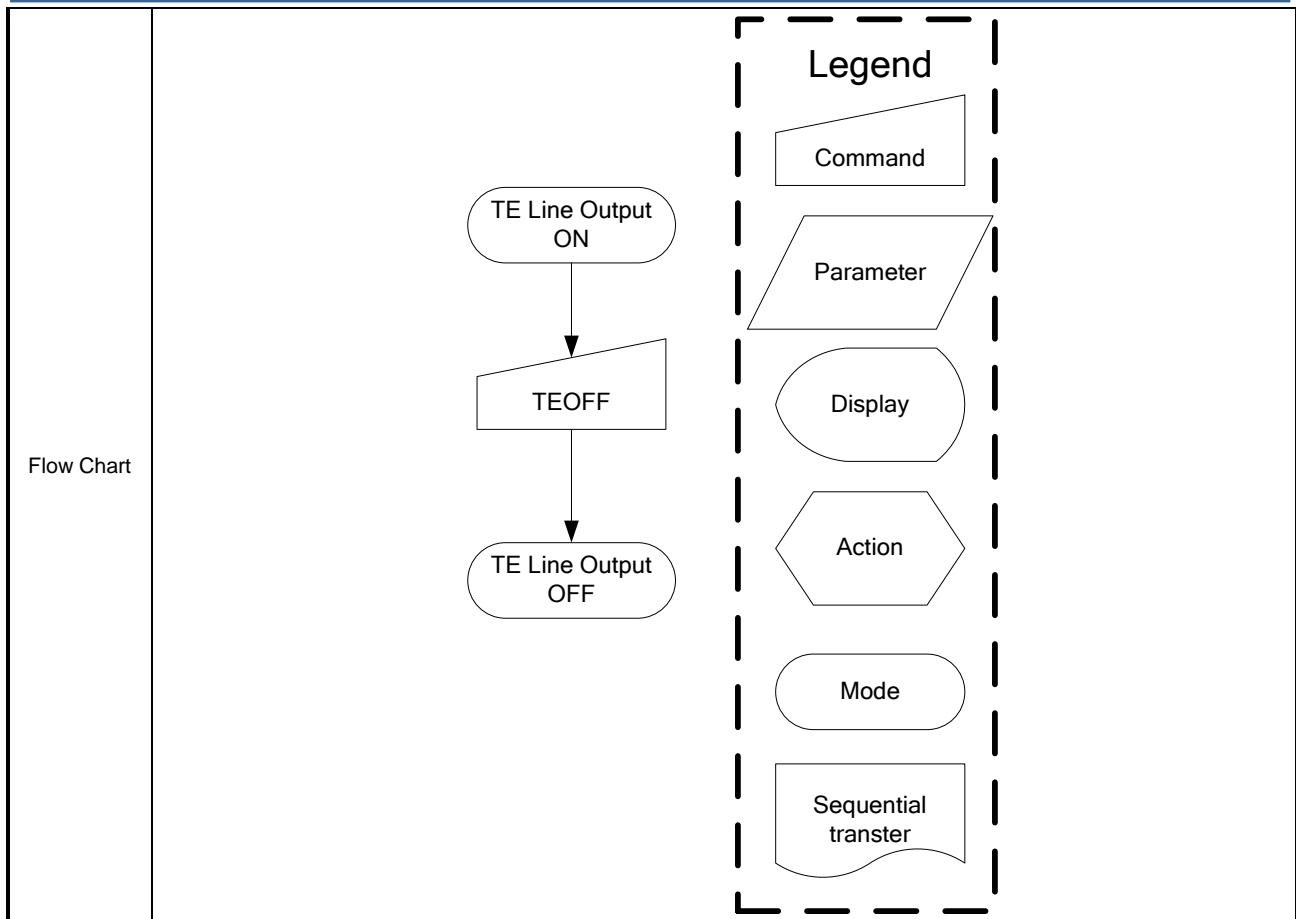 Flow Chart
TE Line Output
ON
TEOFF
TE Line Output
OFF
Legend
Command
Parameter
Display
Action
Mode
Sequential
transter